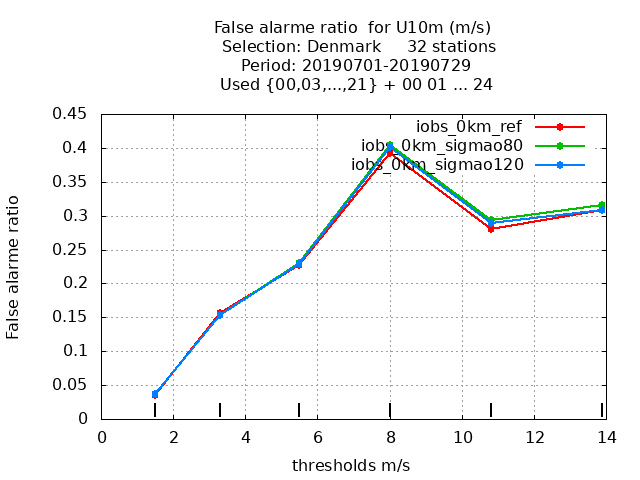 False alarme ratio  for U10m (m/s)
Selection: Denmark     32 stations
Period: 20190701-20190729
Used {00,03,...,21} + 00 01 ... 24
0.45
0.4
0.35
0.3
0.25
0.2
0.15
0.1
0.05
0
False alarme ratio
iobs_0km_ref
iobs_0km_sigmao80
iobs_0km_sigmao120
0 2 4 6 8 10 12 14
thresholds m/s